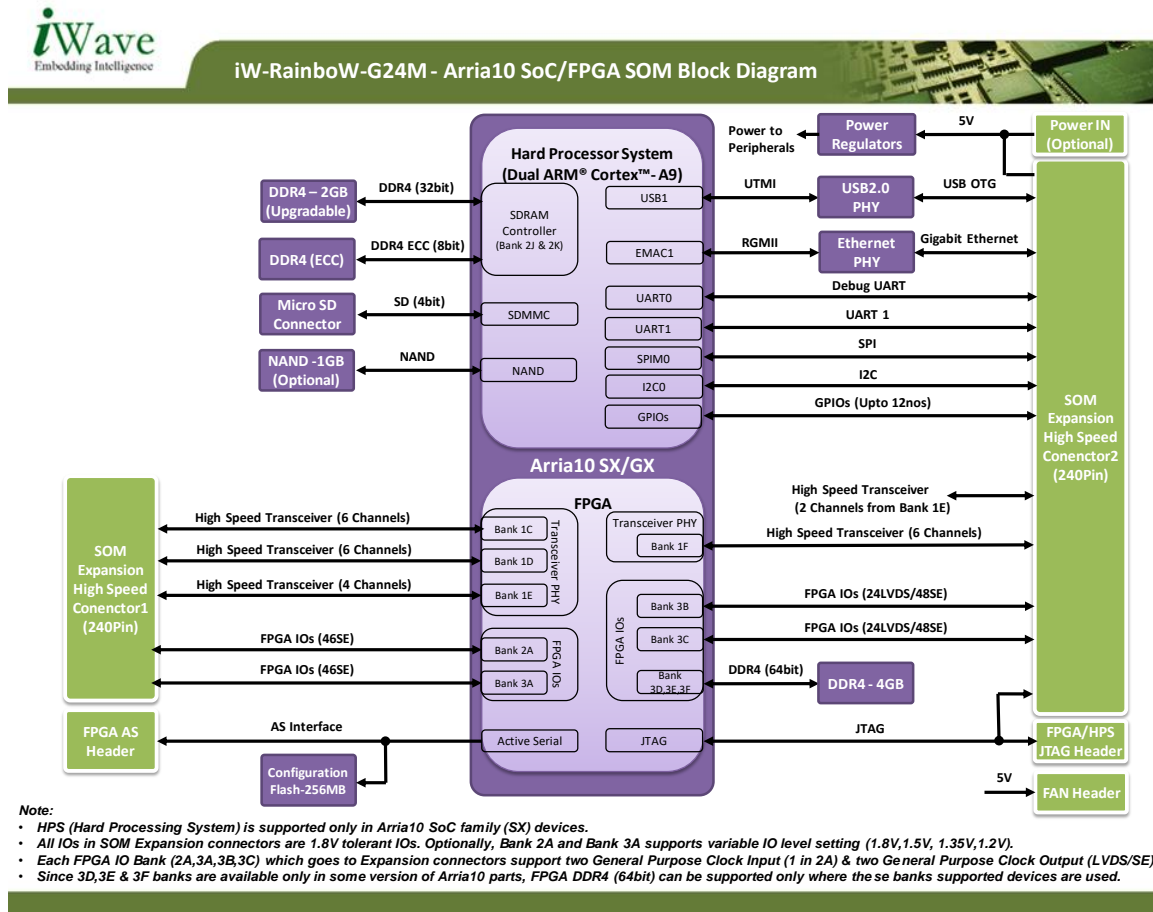 iWave
Embedding Intelligence
iW-RainboW-G24M - Arria10 SoC/FPGA SOM Block Diagram
Hard Processor System
(Dual ARM® Cortex™- A9)
SDRAM
Controller
(Bank 2J & 2K)
SDMMC
NAND
USB1
EMAC1
UART0
UART1
SPIM0
I2C0
GPIOs
DDR4 – 2GB
(Upgradable)
DDR4 (32bit)
DDR4 (ECC)
DDR4 ECC (8bit)
Micro SD
Connector
SD (4bit)
NAND -1GB
(Optional)
NAND
Power to
Peripherals
Power
Regulators
5V
Power IN
(Optional)
UTMI
USB2.0
PHY
USB OTG
RGMII
Ethernet
PHY
Gigabit Ethernet
Debug UART
UART 1
SPI
I2C
GPIOs (Upto 12nos)
SOM
Expansion
High Speed
Conenctor2
(240Pin)
Arria10 SX/GX
FPGA
SOM
Expansion
High Speed
Conenctor1
(240Pin)
High Speed Transceiver (6 Channels)
High Speed Transceiver (6 Channels)
High Speed Transceiver (4 Channels)
FPGA IOs (46SE)
FPGA IOs (46SE)
Bank 1C
Bank 1D
Bank 1E
Transceiver PHY
Bank 2A
Bank 3A
FPGA IOs
Transceiver PHY
Bank 1F
FPGA IOs
Bank 3B
Bank 3C
Bank
3D,3E,3F
High Speed Transceiver
(2 Channels from Bank 1E)
High Speed Transceiver (6 Channels)
FPGA IOs (24LVDS/48SE)
FPGA IOs (24LVDS/48SE)
DDR4 (64bit)
DDR4 - 4GB
FPGA AS
Header
AS Interface
Active Serial
Configuration
Flash-256MB
JTAG
JTAG
FPGA/HPS
JTAG Header
5V
FAN Header
Note:
• HPS (Hard Processing System) is supported only in Arria10 SoC family (SX) devices.
• All IOs in SOM Expansion connectors are 1.8V tolerant IOs. Optionally, Bank 2A and Bank 3A supports variable IO level setting (1.8V,1.5V, 1.35V,1.2V).
• Each FPGA IO Bank (2A,3A,3B,3C) which goes to Expansion connectors support two General Purpose Clock Input (1 in 2A) & two General Purpose Clock Output (LVDS/SE)
• Since 3D,3E & 3F banks are available only in some version of Arria10 parts, FPGA DDR4 (64bit) can be supported only where these banks supported devices are used.